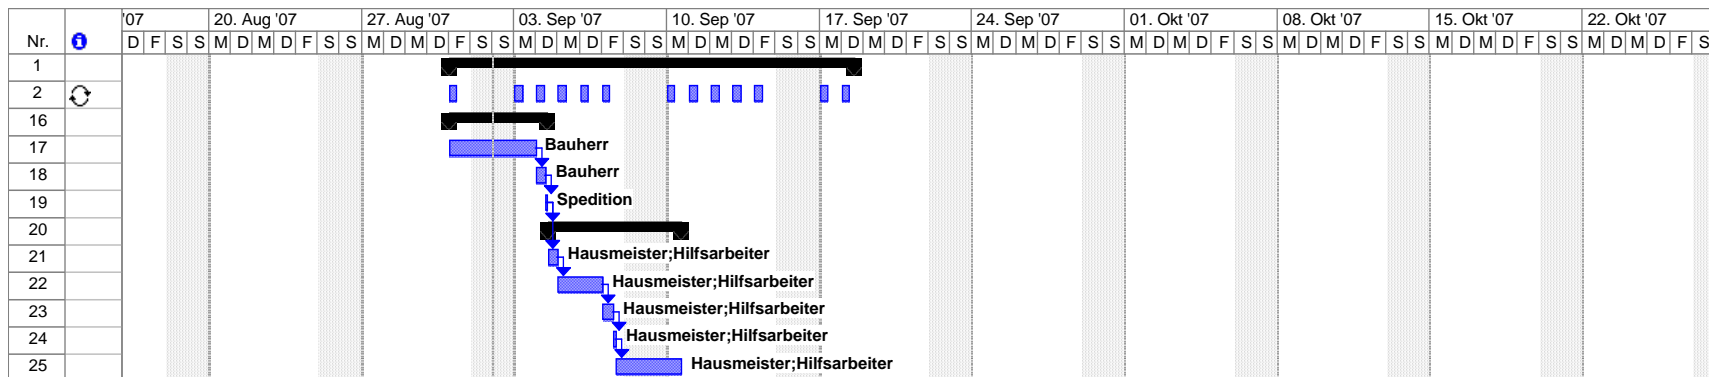 '07 20. Aug '07 27. Aug '07 03. Sep '07 10. Sep '07 17. Sep '07 24. Sep '07 01. Okt '07 08. Okt '07 15. Okt '07 22. Okt '07
Nr. D F S S M D M D F S S M D M D F S S M D M D F S S M D M D F S S M D M D F S S M D M D F S S M D M D F S S M D M D F S S M D M D F S S M D M D F S
1
2
16
17 Bauherr
18 Bauherr
19 Spedition
20
21 Hausmeister;Hilfsarbeiter
22 Hausmeister;Hilfsarbeiter
23 Hausmeister;Hilfsarbeiter
24 Hausmeister;Hilfsarbeiter
25 Hausmeister;Hilfsarbeiter